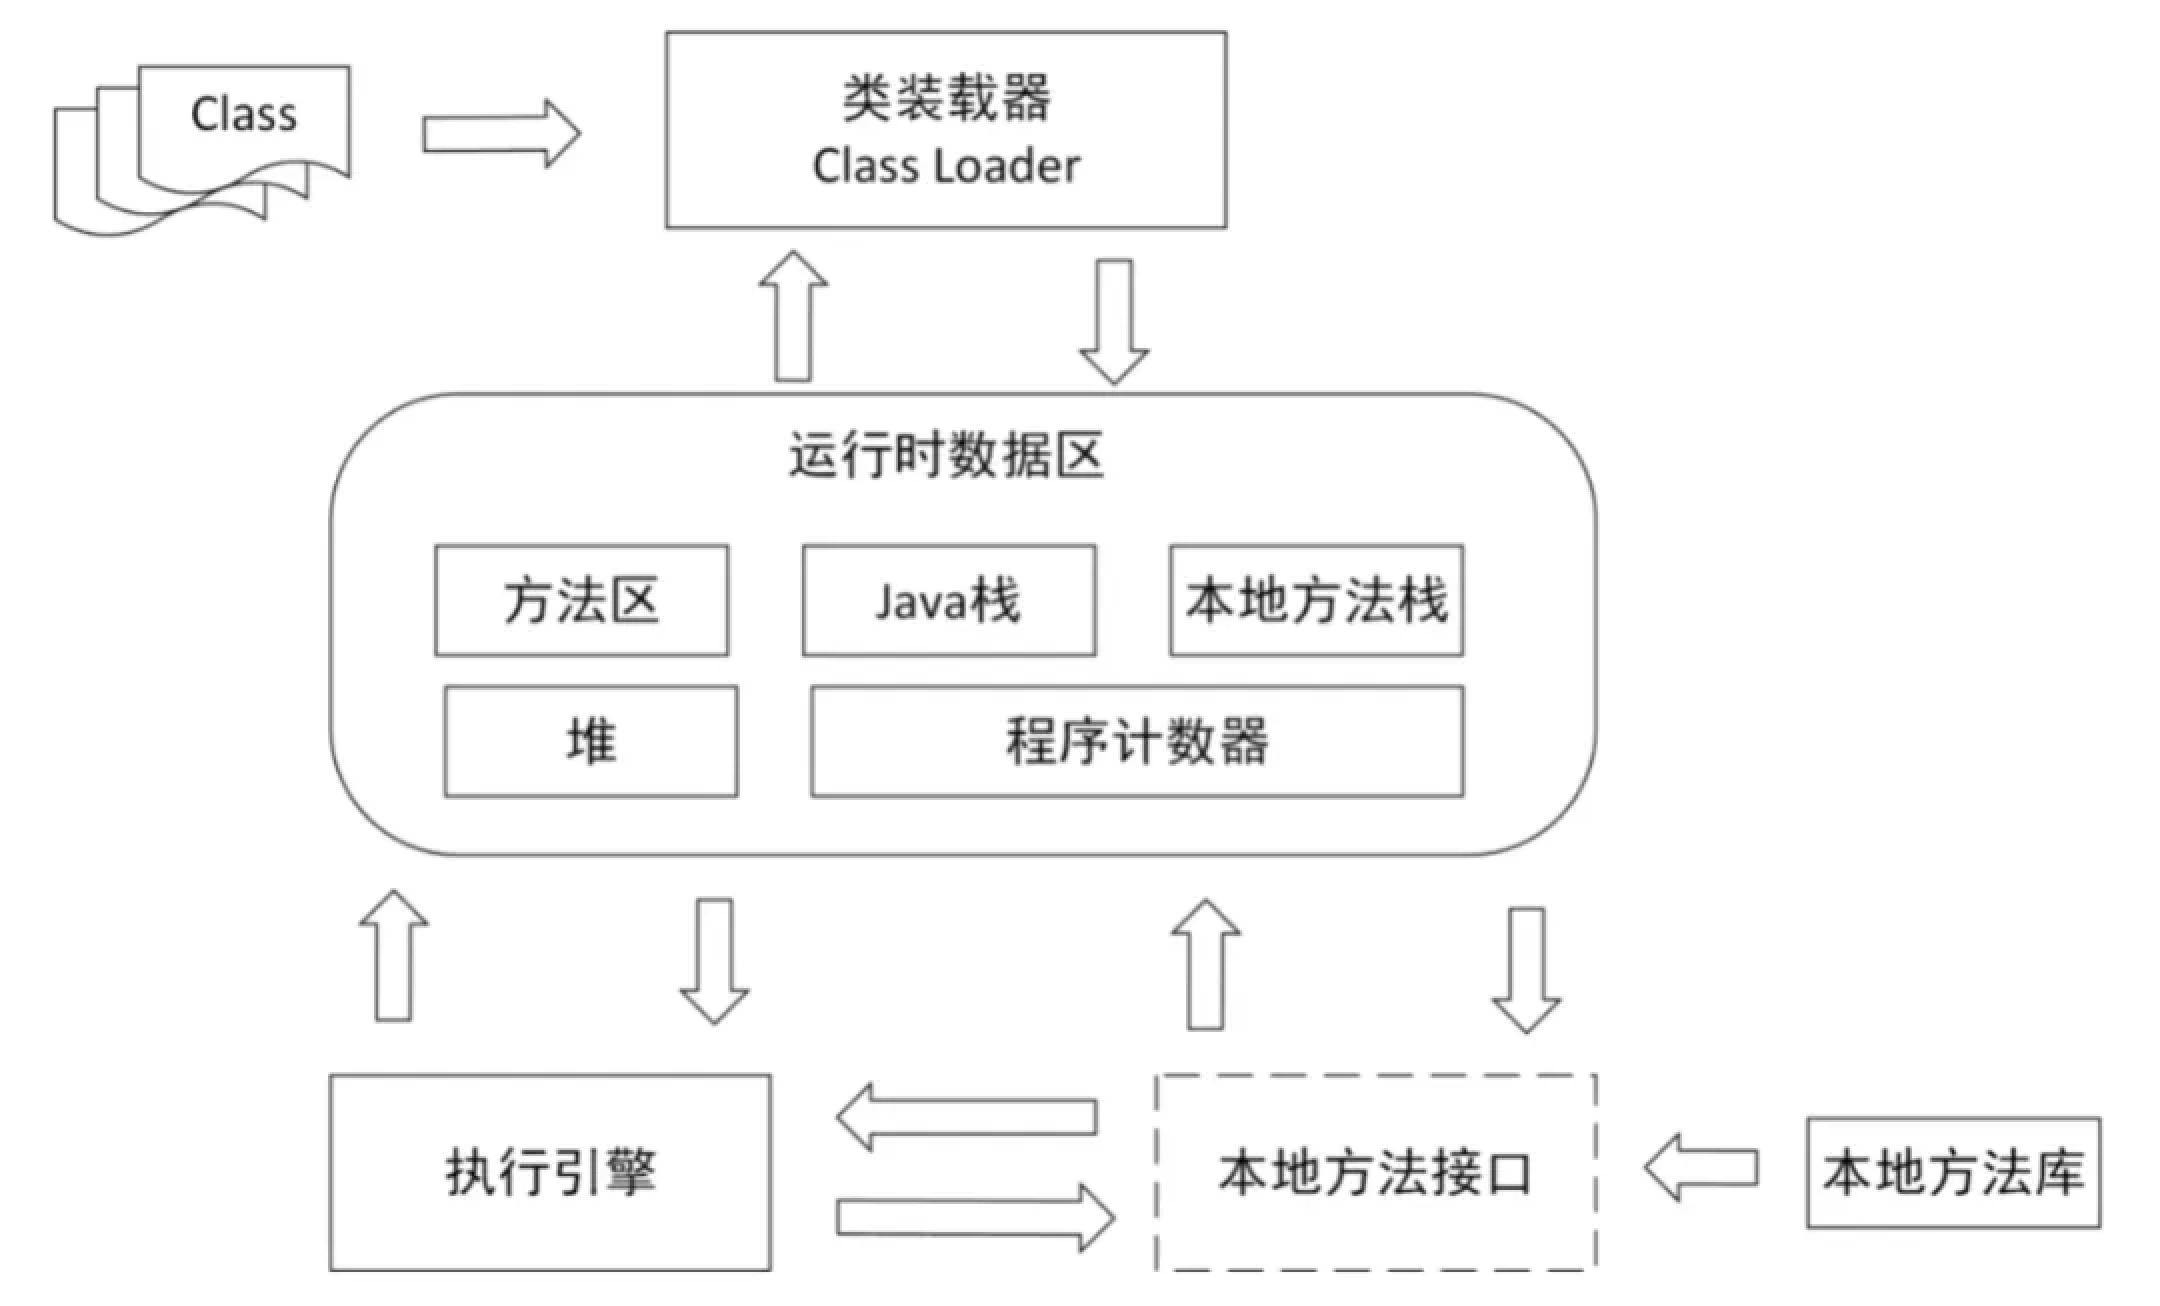 Class
类装载器
Class Loader
运行时数据区
方法区
Java栈
本地方法栈
堆
程序计数器
执行引擎
本地方法接口
本地方法库